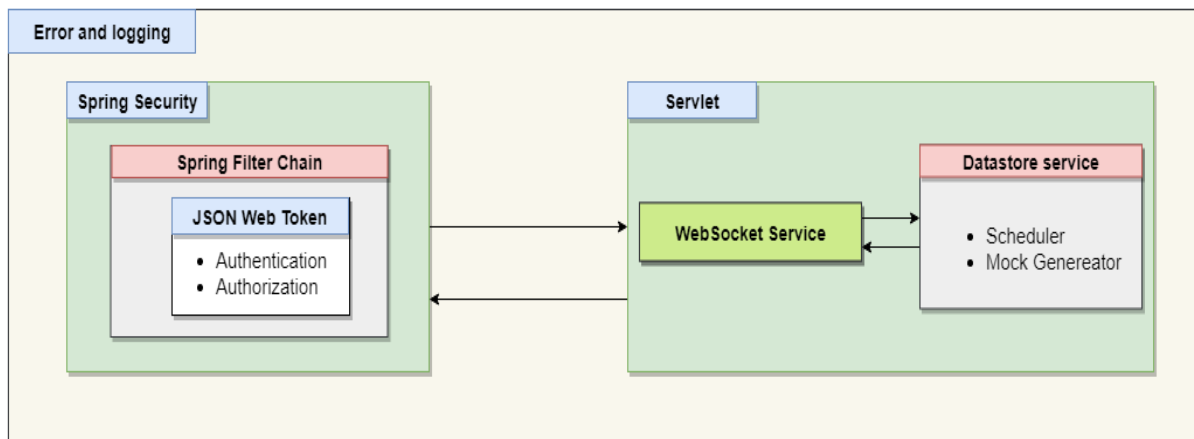 Error and logging
Spring Security
Spring Filter Chain
JSON Web Token
• Authentication
• Authorization
Servlet
WebSocket Service
Datastore service
• Scheduler
• Mock Genereator